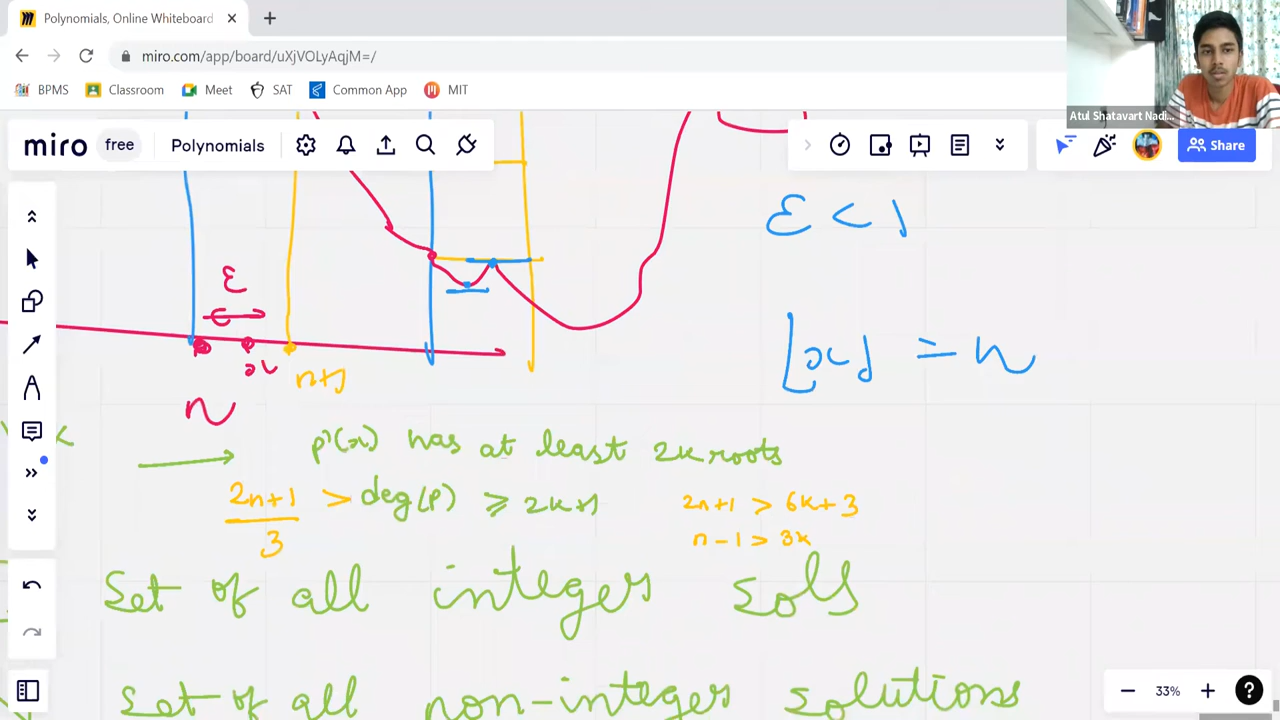 Polynomials, Online Whiteboard
miro.com/app/board/uXjVOLyAqjM=/
BPMS Classroom Meet SAT Common App MIT
Atul Shatavart Nadi...
miro free Polynomials
Share
ε < 1
ε
x
n+1
n
⌊x⌋ = n
k
p'(x) has at least 2k roots
2n+1 / 3 > deg(p) ≥ 2k+1
2n+1 > 6k+3
n-1 > 3k
Set of all integer sols
Set of all non-integer solutions
33%